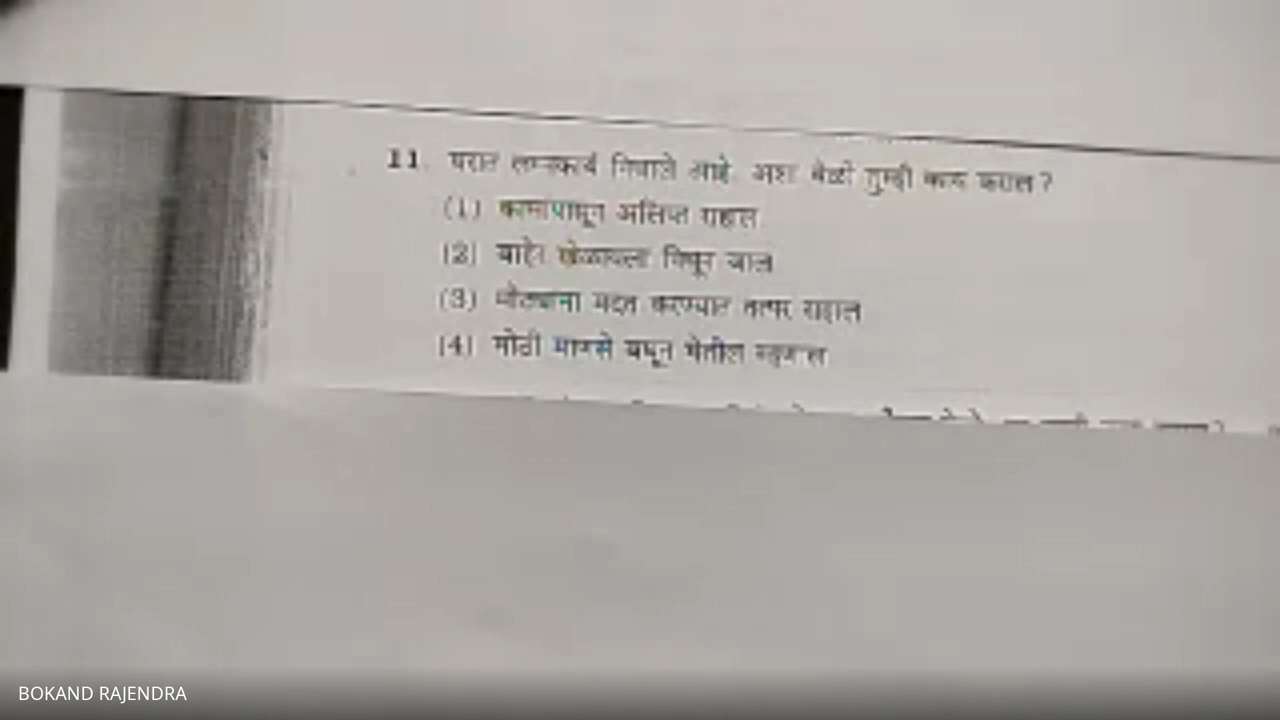 11. घरात लग्नकार्य निघाले आहे. अशा वेळी तुम्ही काय कराल ?
(1) कामांपासून अलिप्त राहाल
(2) बाहेर खेळायला निघून जाल
(3) मोठ्यांना मदत करण्यात तत्पर राहाल
(4) मोठी माणसे बघून घेतील म्हणाल
BOKAND RAJENDRA